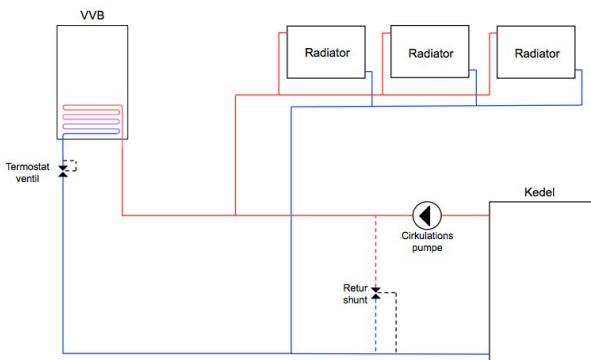 VVB
Radiator
Radiator
Radiator
Termostat
ventil
Kedel
Cirkulations
pumpe
Retur
shunt